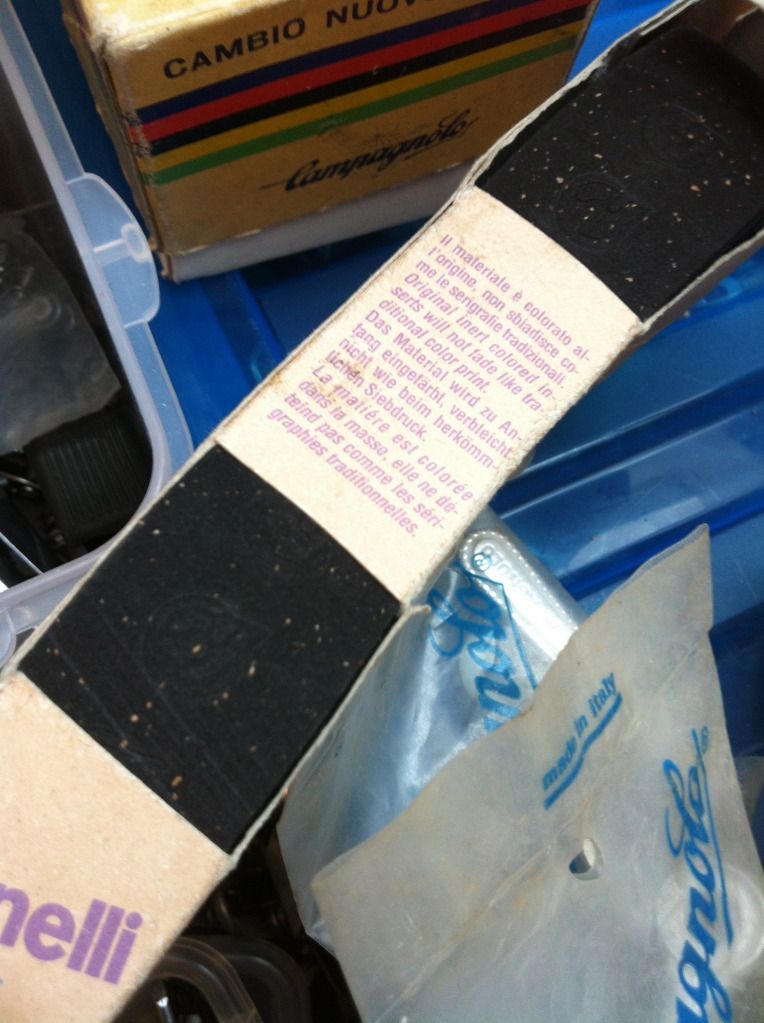 CAMBIO NUOVO
Campagnolo
Il materiale è colorato al-
l'origine, non sbiadisce co-
me le serigrafie tradizionali.
Original inert colored in-
serts will not fade like tra-
ditional color print.
Das Material wird zu An-
fang eingefärbt, verbleicht
nicht wie beim herkömm-
lichen Siebdruck.
La matiére est colorée
dans la masse, elle ne dé-
teind pas comme les séri-
graphies traditionnelles.
nelli
made in italy
agnolo